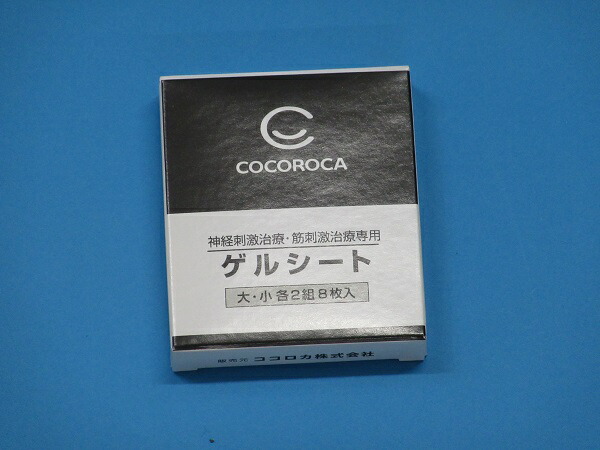 COCOROCA
神経刺激治療・筋刺激治療専用
ゲルシート
大・小 各2組8枚入
販売元 ココロカ株式会社